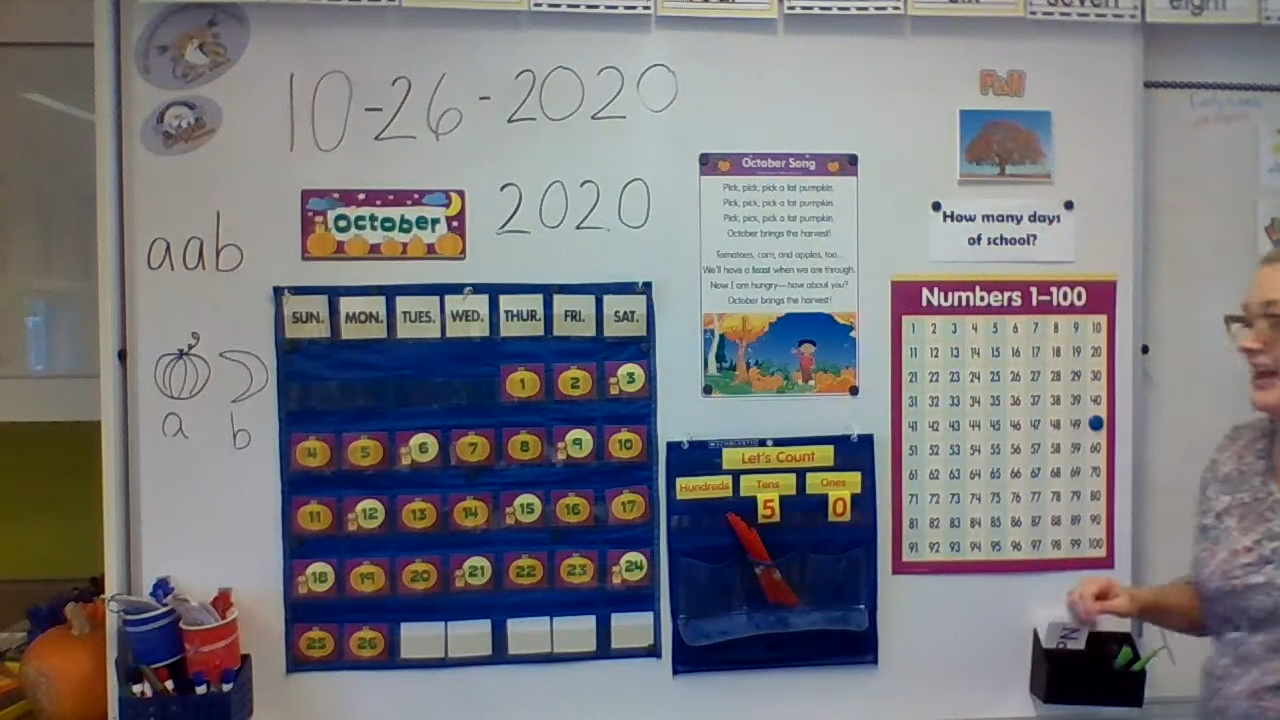 seven
eight
10-26-2020
Fall
October
2020
October Song
Pick, pick, pick a fat pumpkin.
Pick, pick, pick a fat pumpkin.
Pick, pick, pick a fat pumpkin.
October brings the harvest!
Tomatoes, corn, and apples, too...
We'll have a feast when we are through.
Now I am hungry—how about you?
October brings the harvest!
How many days
of school?
aab
a b
SUN. MON. TUES. WED. THUR. FRI. SAT.
1 2 3
4 5 6 7 8 9 10
11 12 13 14 15 16 17
18 19 20 21 22 23 24
25 26
SCHOLASTIC
Let's Count
Hundreds Tens Ones
5 0
Numbers 1-100
1 2 3 4 5 6 7 8 9 10
11 12 13 14 15 16 17 18 19 20
21 22 23 24 25 26 27 28 29 30
31 32 33 34 35 36 37 38 39 40
41 42 43 44 45 46 47 48 49
51 52 53 54 55 56 57 58 59 60
61 62 63 64 65 66 67 68 69 70
71 72 73 74 75 76 77 78 79 80
81 82 83 84 85 86 87 88 89 90
91 92 93 94 95 96 97 98 99 100